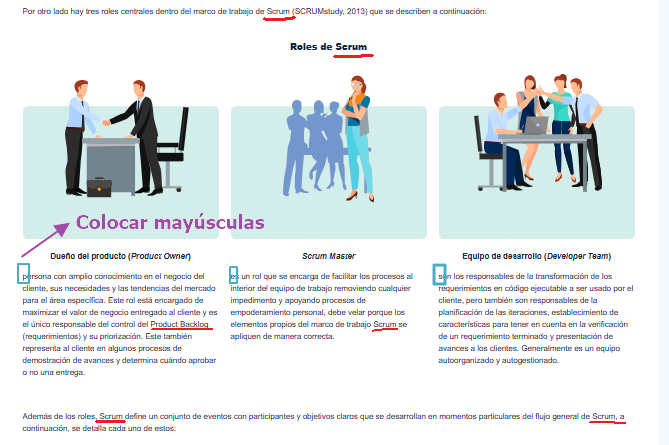 Por otro lado hay tres roles centrales dentro del marco de trabajo de Scrum (SCRUMstudy, 2013) que se describen a continuación:
Roles de Scrum
Colocar mayúsculas
Dueño del producto (Product Owner)
persona con amplio conocimiento en el negocio del
cliente, sus necesidades y las tendencias del mercado
para el área específica. Este rol está encargado de
maximizar el valor de negocio entregado al cliente y es
el único responsable del control del Product Backlog
(requerimientos) y su priorización. Este también
representa al cliente en algunos procesos de
demostración de avances y determina cuándo aprobar
o no una entrega.
Scrum Master
es un rol que se encarga de facilitar los procesos al
interior del equipo de trabajo removiendo cualquier
impedimento y apoyando procesos de
empoderamiento personal, debe velar porque los
elementos propios del marco de trabajo Scrum se
apliquen de manera correcta.
Equipo de desarrollo (Developer Team)
son los responsables de la transformación de los
requerimientos en código ejecutable a ser usado por el
cliente, pero también son responsables de la
planificación de las iteraciones, establecimiento de
características para tener en cuenta en la verificación
de un requerimiento terminado y presentación de
avances a los clientes. Generalmente es un equipo
autoorganizado y autogestionado.
Además de los roles, Scrum define un conjunto de eventos con participantes y objetivos claros que se desarrollan en momentos particulares del flujo general de Scrum, a
continuación, se detalla cada uno de estos: